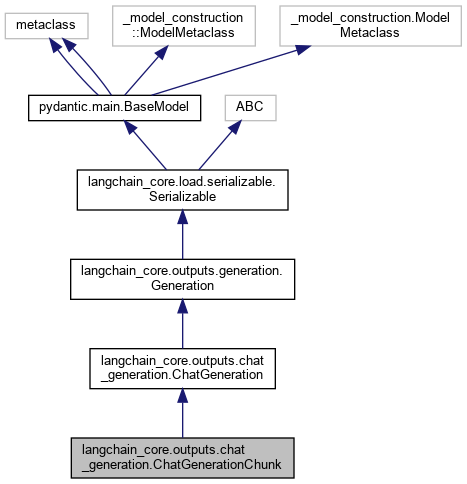 metaclass
_model_construction
::ModelMetaclass
_model_construction.Model
Metaclass
pydantic.main.BaseModel
ABC
langchain_core.load.serializable.
Serializable
langchain_core.outputs.generation.
Generation
langchain_core.outputs.chat
_generation.ChatGeneration
langchain_core.outputs.chat
_generation.ChatGenerationChunk